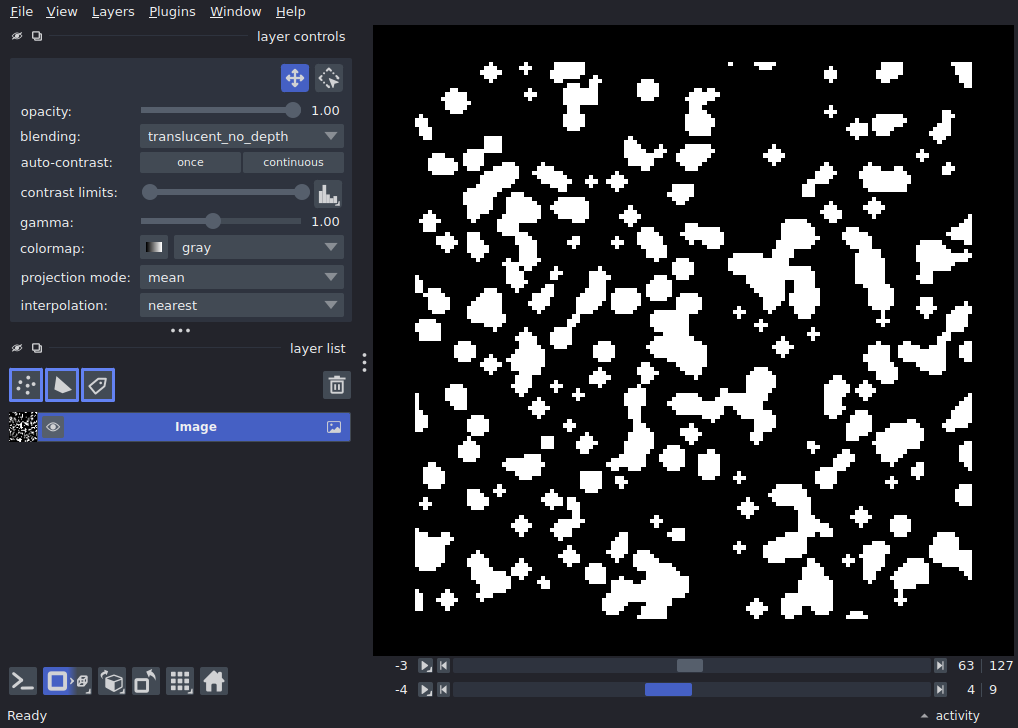 File View Layers Plugins Window Help
layer controls
opacity: 1.00
blending: translucent_no_depth
auto-contrast: once continuous
contrast limits:
gamma: 1.00
colormap: gray
projection mode: mean
interpolation: nearest
layer list
Image
-3 63 127
-4 4 9
Ready activity